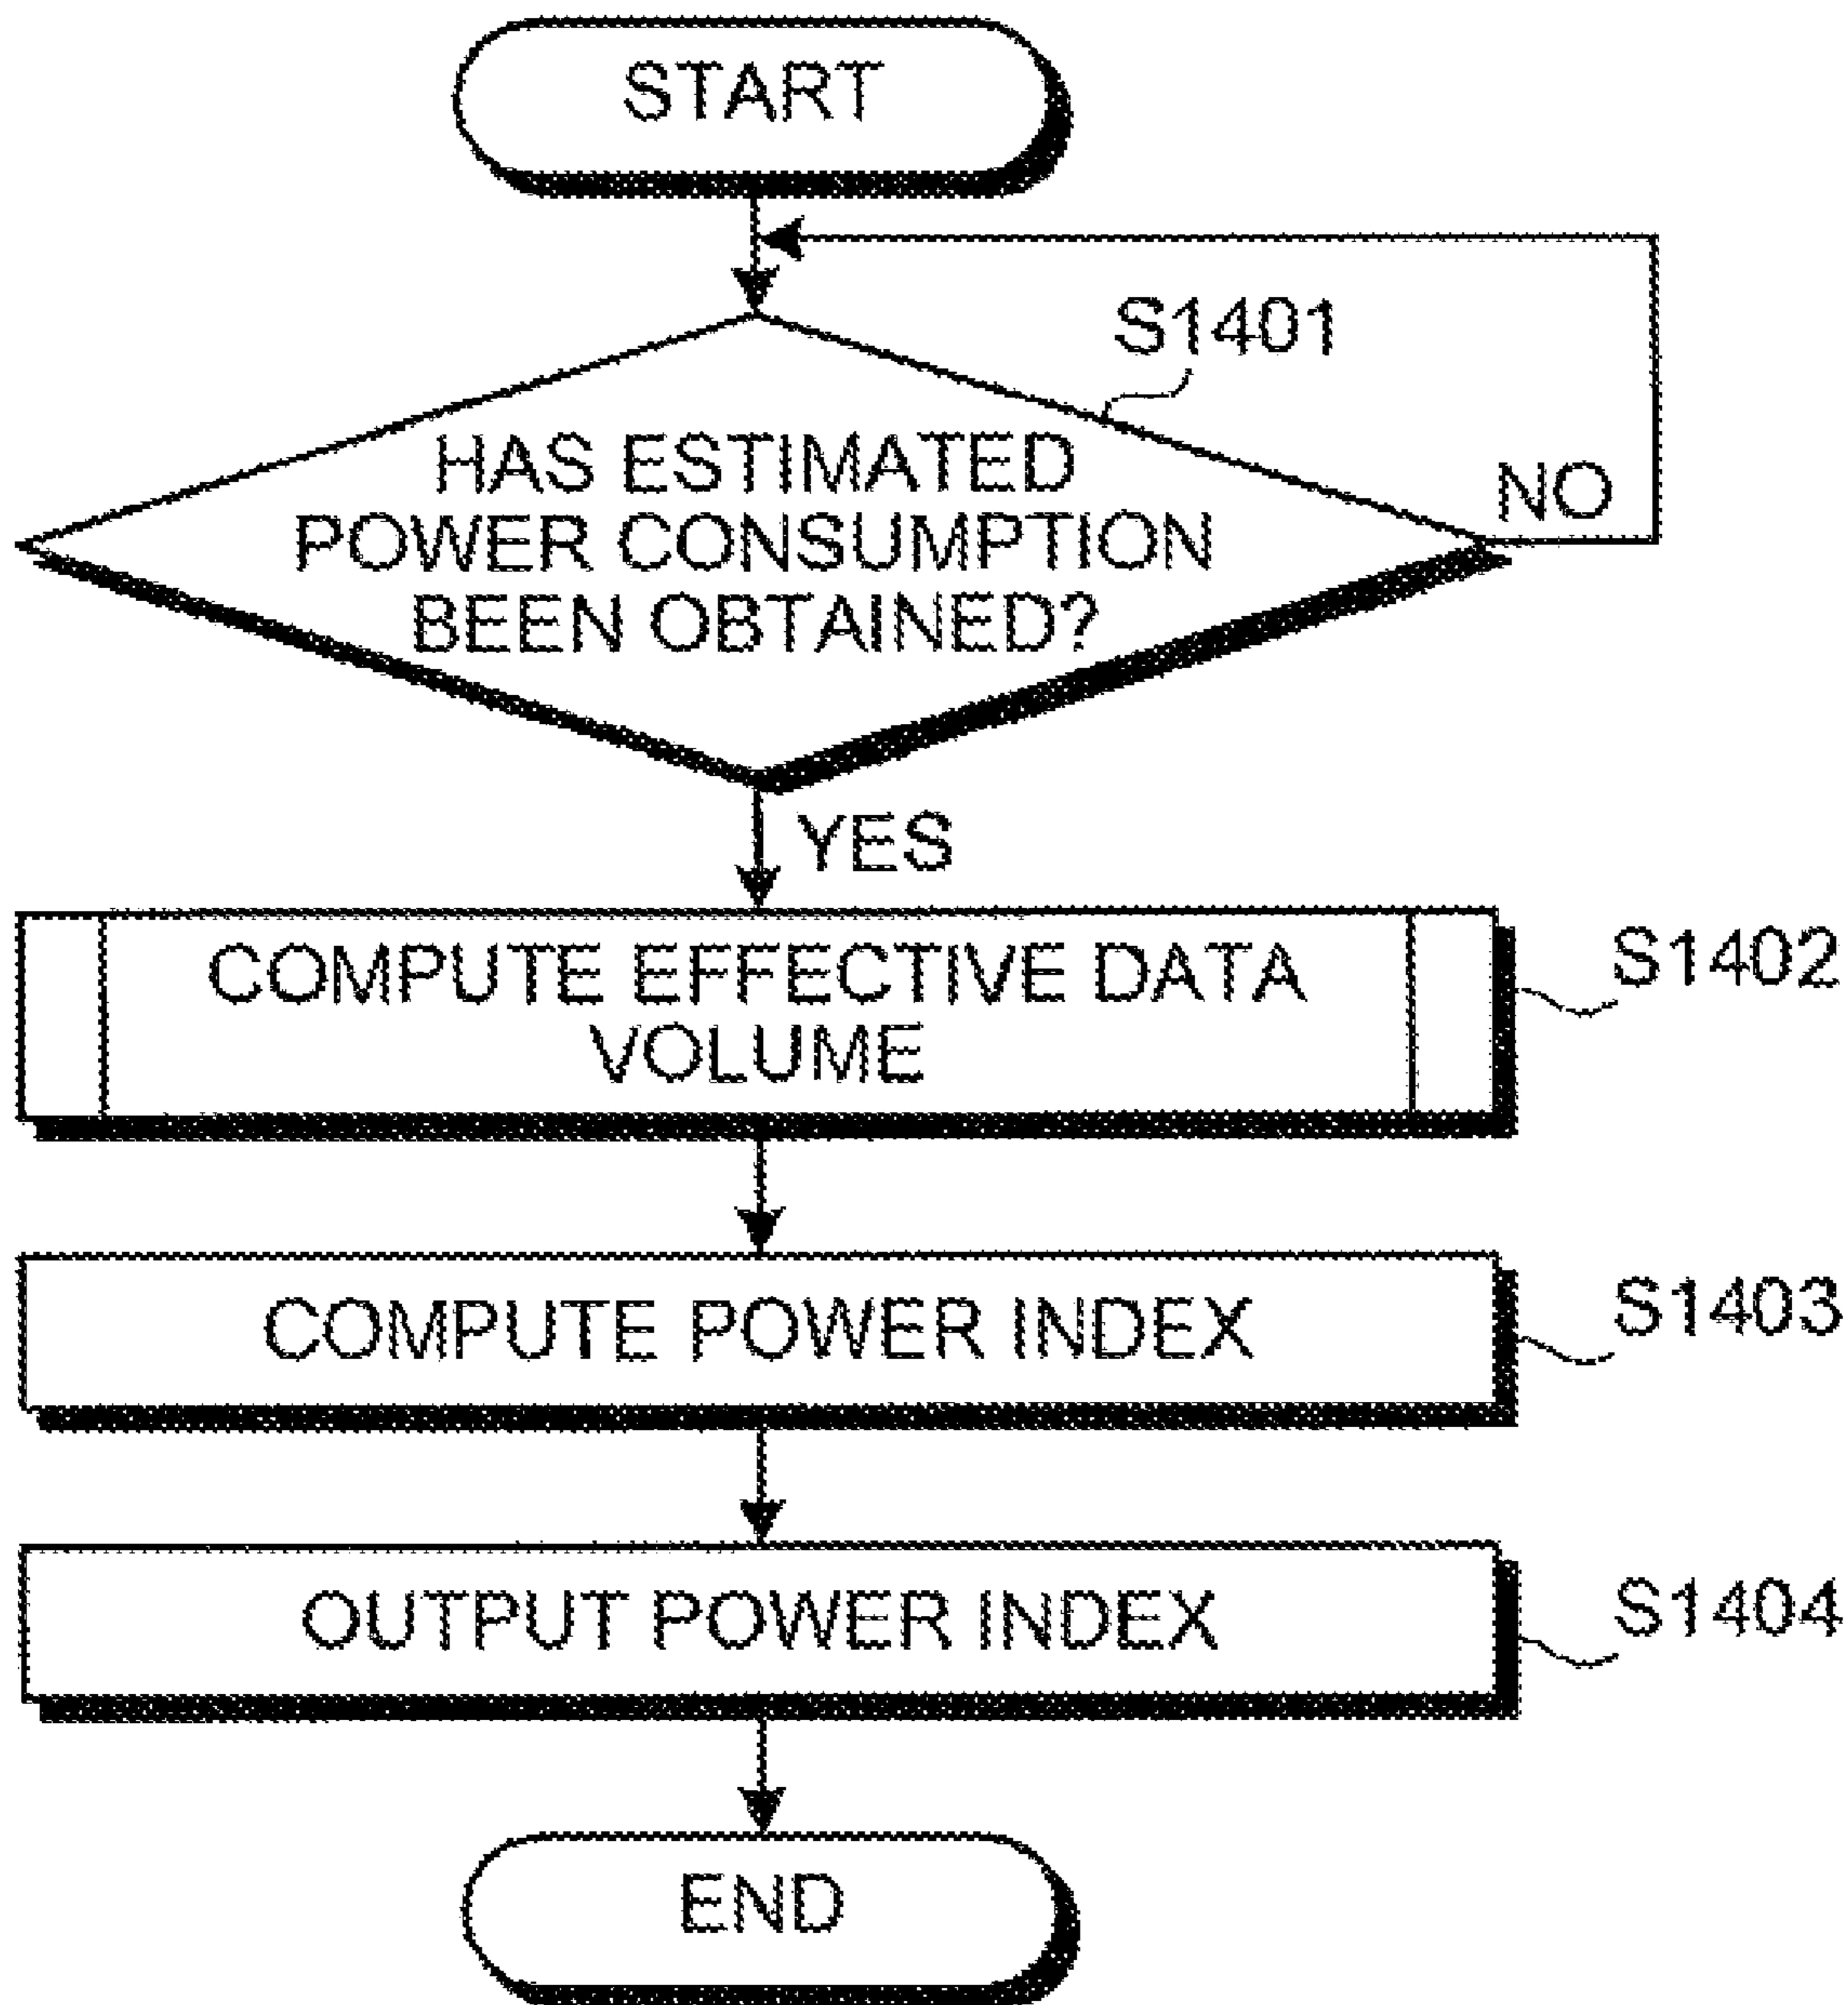 START
S1401
HAS ESTIMATED
POWER CONSUMPTION
BEEN OBTAINED?
NO
YES
COMPUTE EFFECTIVE DATA
VOLUME
S1402
COMPUTE POWER INDEX
S1403
OUTPUT POWER INDEX
S1404
END